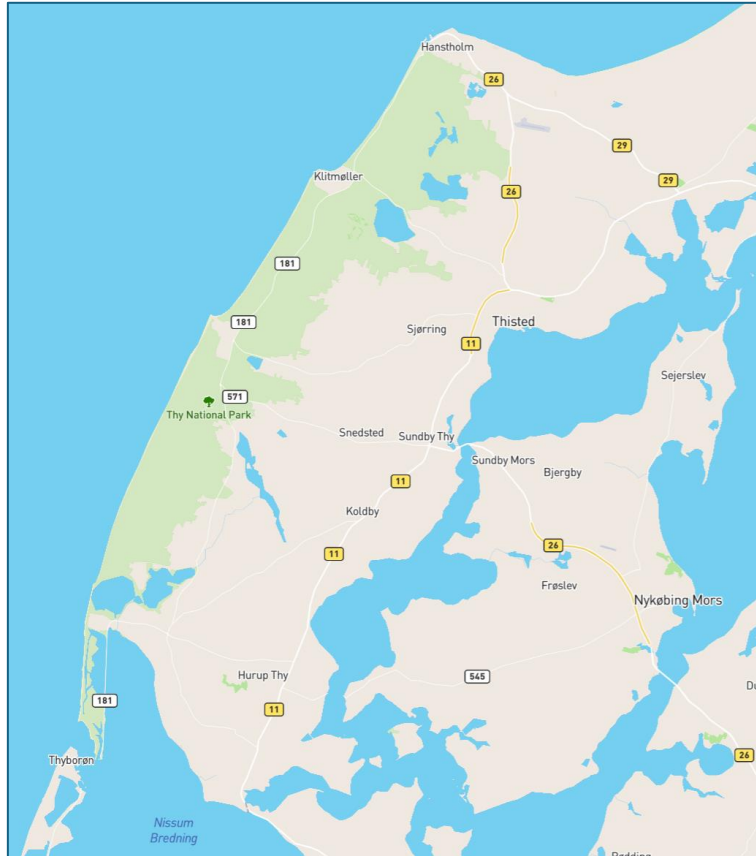 Hanstholm
26
29
Klitmøller
29
26
181
181
Sjørring
Thisted
11
Sejerslev
571
Thy National Park
Snedsted
Sundby Thy
Sundby Mors
Bjergby
11
Koldby
26
11
Frøslev
Nykøbing Mors
Hurup Thy
545
181
11
Thyborøn
26
Nissum
Bredning